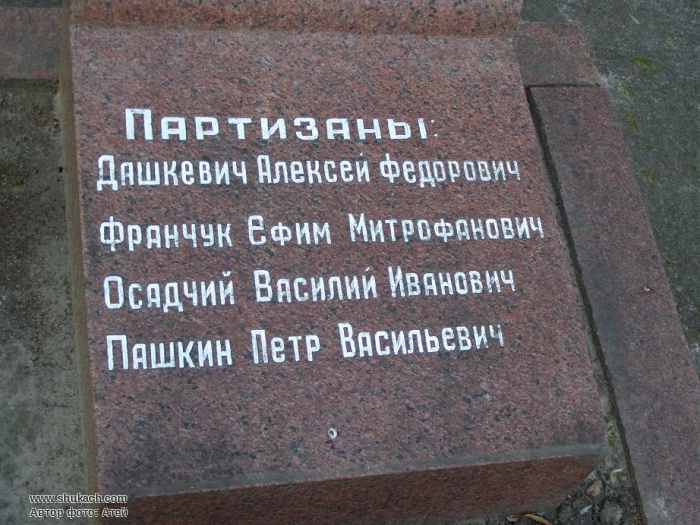 Партизаны:
Дашкевич Алексей Федорович
Франчук Ефим Митрофанович
Осадчий Василий Иванович
Пашкин Петр Васильевич
www.shukach.com
Автор фото: Атей